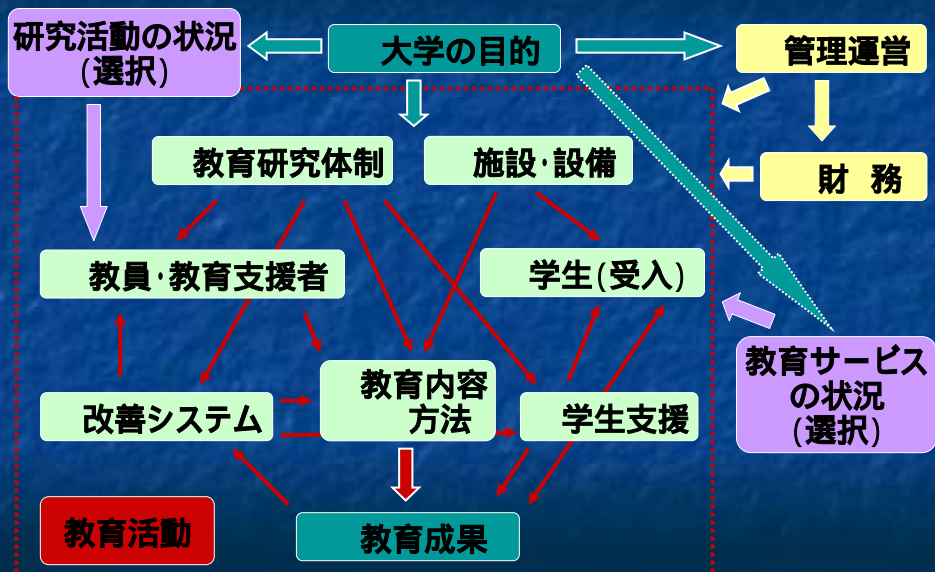 研究活動の状況
(選択)
大学の目的
管理運営
教育研究体制
施設・設備
財 務
教員・教育支援者
学生(受入)
教育サービス
の状況
(選択)
教育内容
方法
改善システム
学生支援
教育活動
教育成果